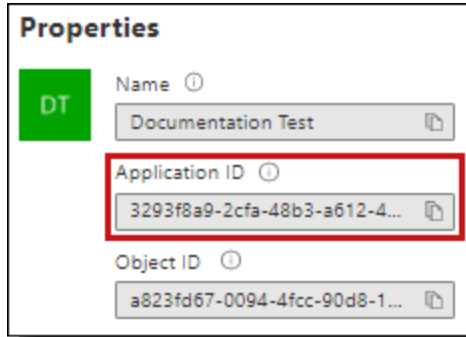 Properties
DT
Name
Documentation Test
Application ID
3293f8a9-2cfa-48b3-a612-4...
Object ID
a823fd67-0094-4fcc-90d8-1...